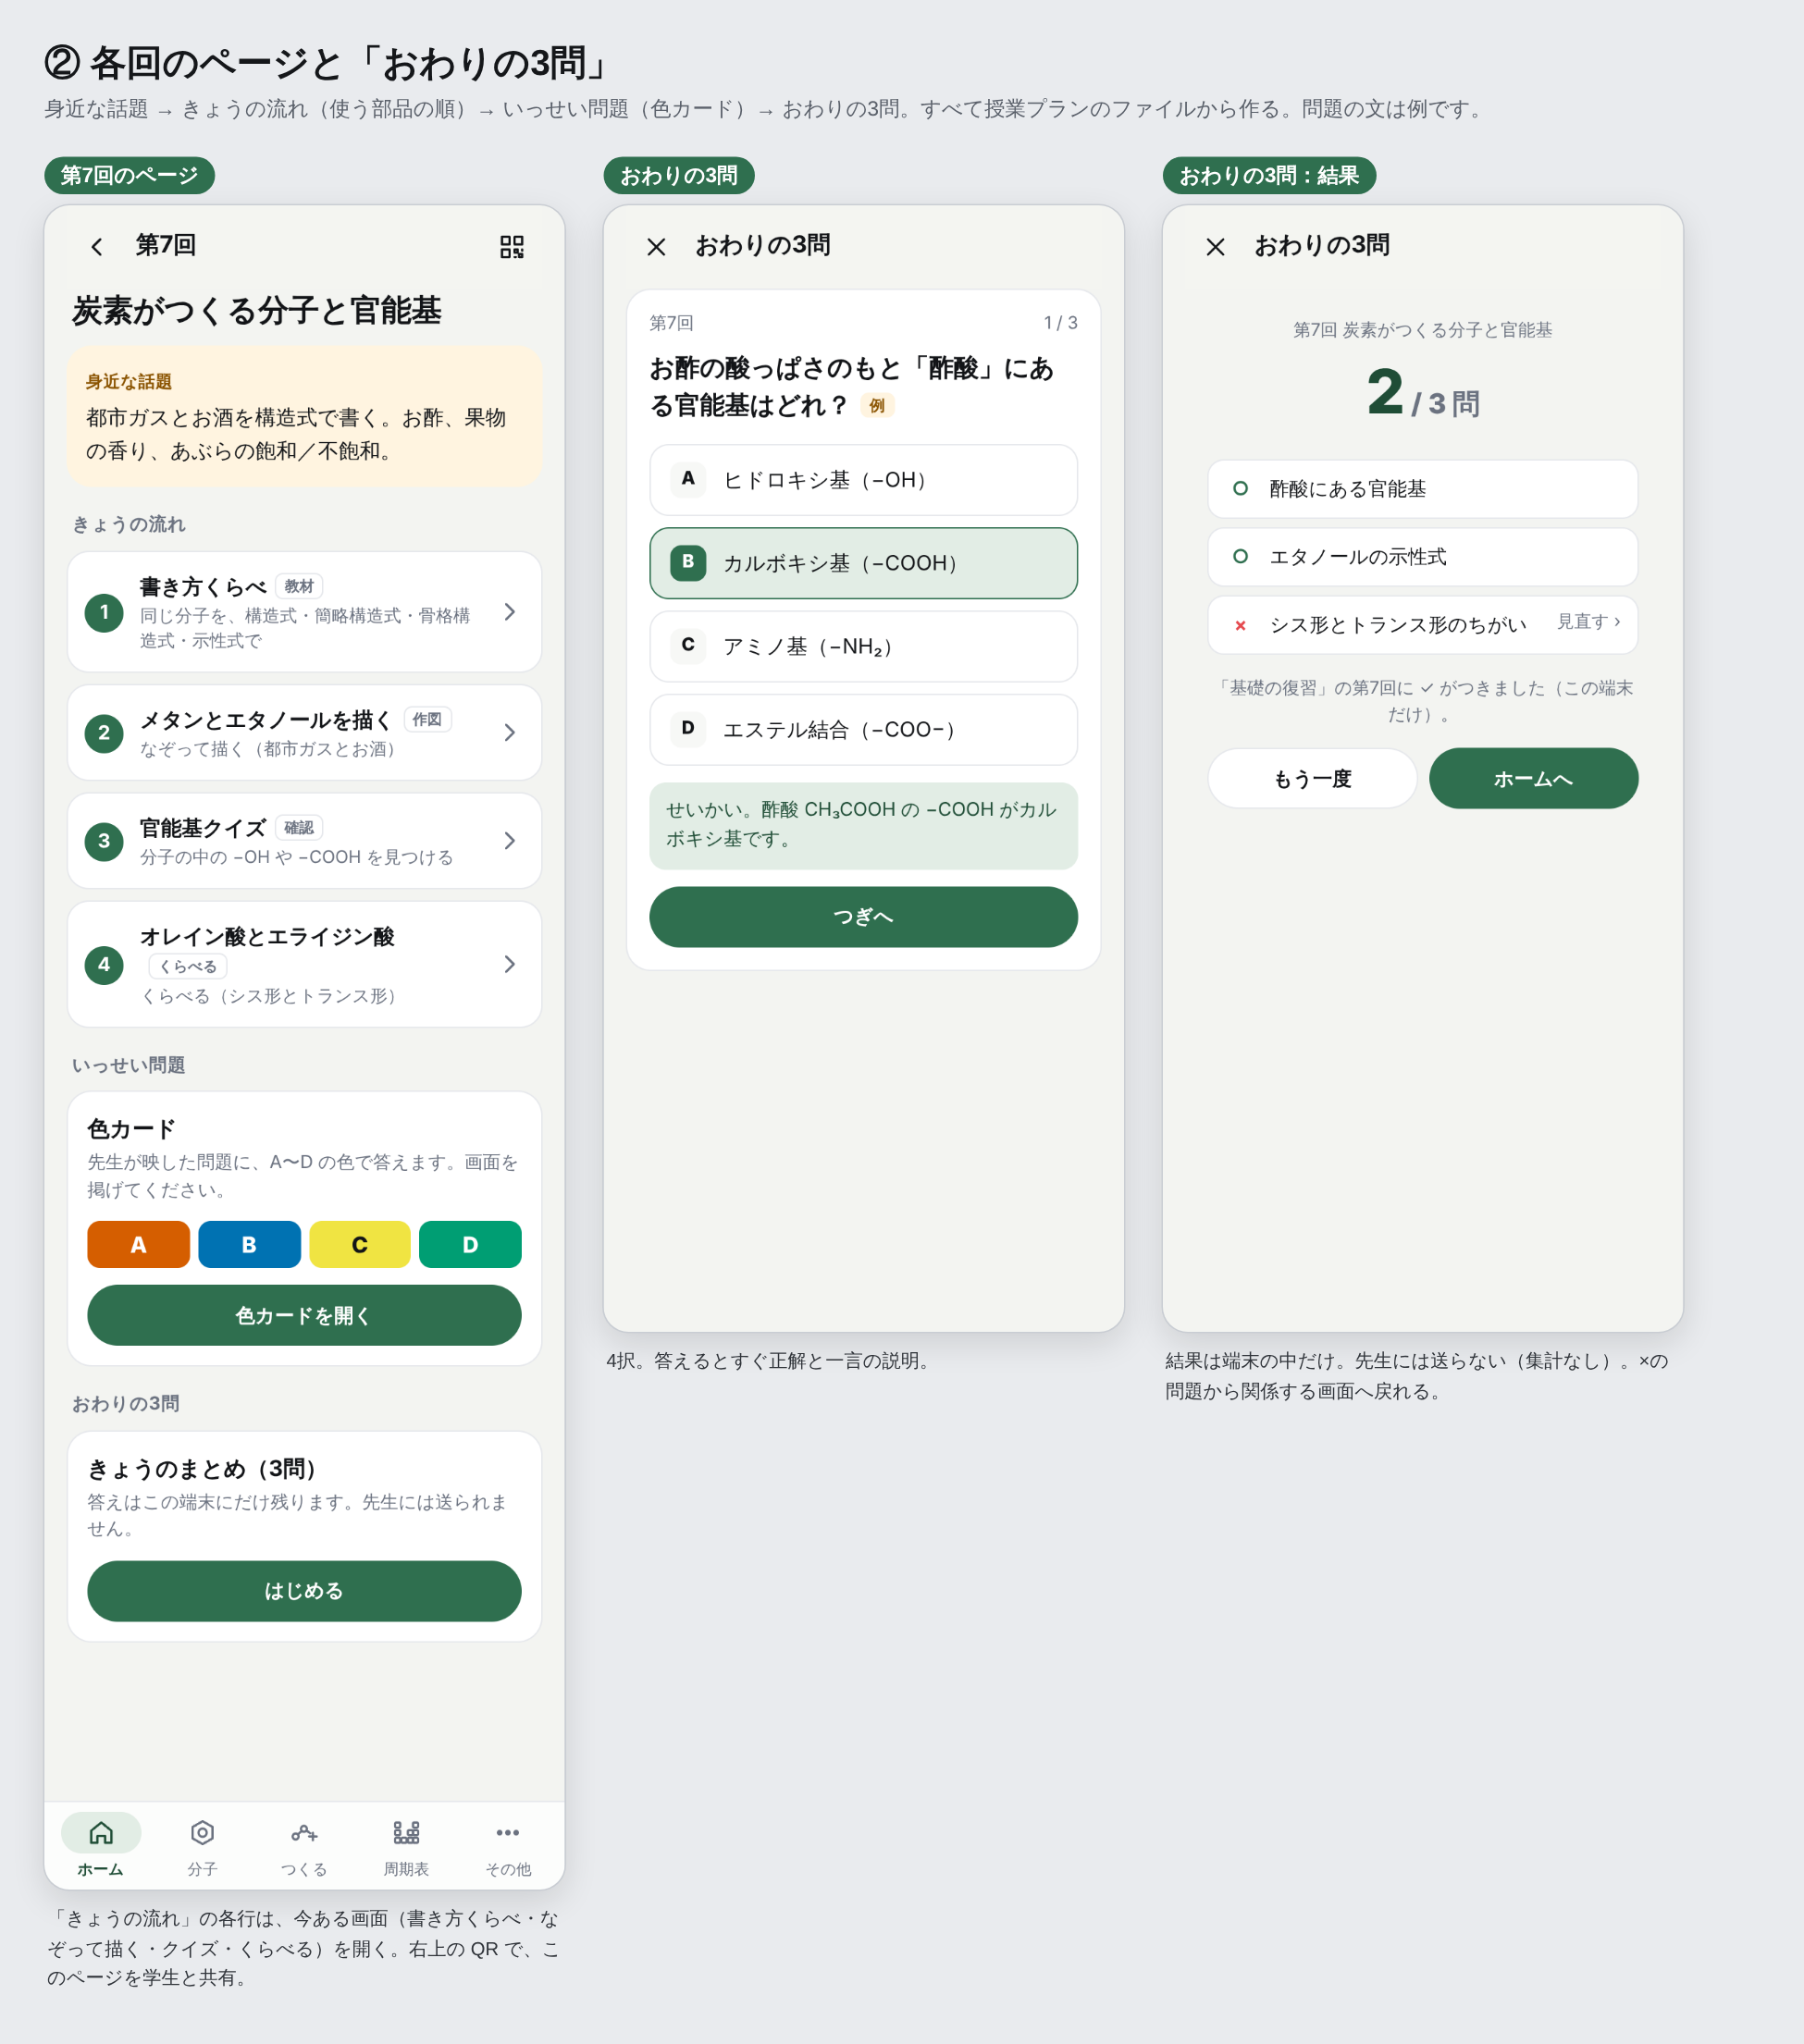 ② 各回のページと「おわりの3問」
身近な話題 → きょうの流れ（使う部品の順）→ いっせい問題（色カード）→ おわりの3問。すべて授業プランのファイルから作る。問題の文は例です。
第7回のページ
第7回
炭素がつくる分子と官能基
身近な話題
都市ガスとお酒を構造式で書く。お酢、果物
の香り、あぶらの飽和／不飽和。
きょうの流れ
1 書き方くらべ 教材
同じ分子を、構造式・簡略構造式・骨格構
造式・示性式で
2 メタンとエタノールを描く 作図
なぞって描く（都市ガスとお酒）
3 官能基クイズ 確認
分子の中の −OH や −COOH を見つける
4 オレイン酸とエライジン酸
くらべる
くらべる（シス形とトランス形）
いっせい問題
色カード
先生が映した問題に、A〜D の色で答えます。画面を
掲げてください。
A B C D
色カードを開く
おわりの3問
きょうのまとめ（3問）
答えはこの端末にだけ残ります。先生には送られま
せん。
はじめる
ホーム 分子 つくる 周期表 その他
「きょうの流れ」の各行は、今ある画面（書き方くらべ・な
ぞって描く・クイズ・くらべる）を開く。右上の QR で、こ
のページを学生と共有。
おわりの3問
おわりの3問
第7回 1 / 3
お酢の酸っぱさのもと「酢酸」にあ
る官能基はどれ？ 例
A ヒドロキシ基（−OH）
B カルボキシ基（−COOH）
C アミノ基（−NH₂）
D エステル結合（−COO−）
せいかい。酢酸 CH₃COOH の −COOH がカル
ボキシ基です。
つぎへ
4択。答えるとすぐ正解と一言の説明。
おわりの3問：結果
おわりの3問
第7回 炭素がつくる分子と官能基
2 / 3 問
○ 酢酸にある官能基
○ エタノールの示性式
× シス形とトランス形のちがい 見直す ›
「基礎の復習」の第7回に ✓ がつきました（この端末
だけ）。
もう一度 ホームへ
結果は端末の中だけ。先生には送らない（集計なし）。×の
問題から関係する画面へ戻れる。